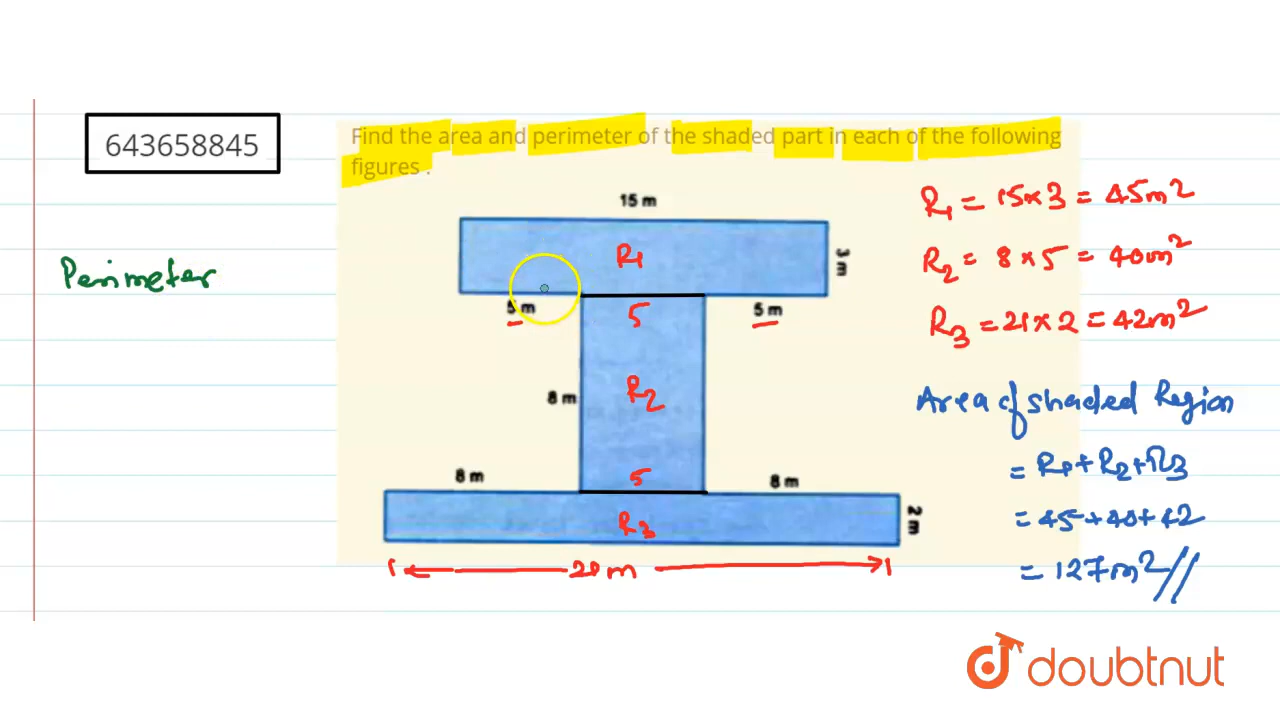 643658845
Find the area and perimeter of the shaded part in each of the following
figures .
15 m
R1
3 m
5 m
5
5 m
8 m
R2
8 m
5
8 m
R3
2 m
Perimeter
R1 = 15×3 = 45m²
R2 = 8×5 = 40m²
R3 = 21×2 = 42m²
Area of shaded Region
= R1+R2+R3
= 45+40+42
= 127m²//
doubtnut